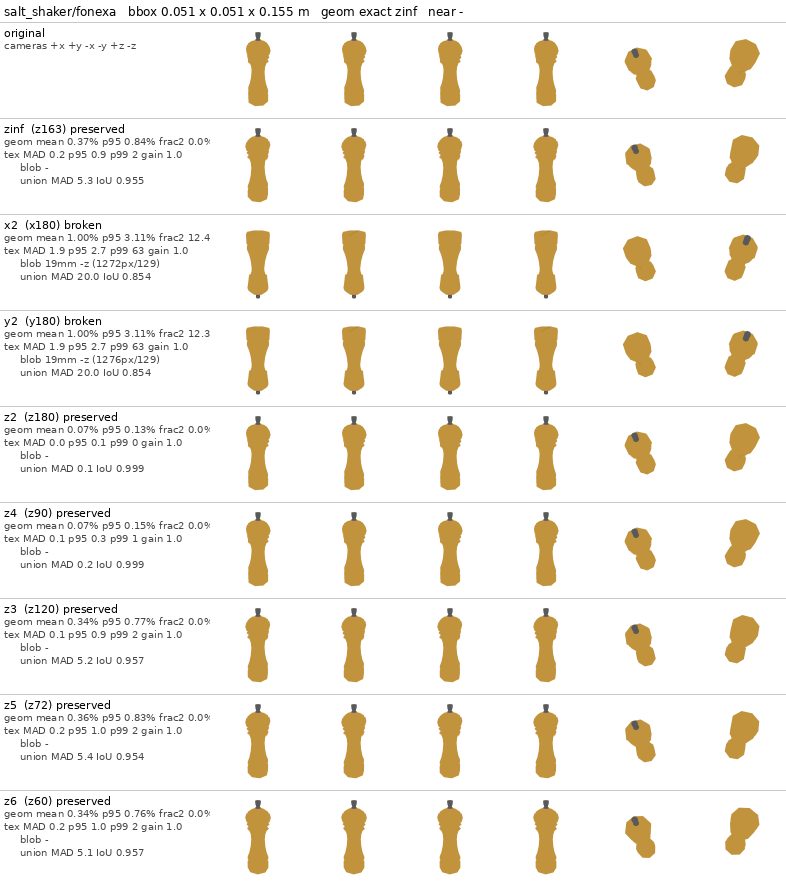 salt_shaker/fonexa   bbox 0.051 x 0.051 x 0.155 m   geom exact zinf   near -
original
cameras +x +y -x -y +z -z
zinf  (z163) preserved
geom mean 0.37% p95 0.84% frac2 0.0%
tex MAD 0.2 p95 0.9 p99 2 gain 1.0
blob -
union MAD 5.3 IoU 0.955
x2  (x180) broken
geom mean 1.00% p95 3.11% frac2 12.4
tex MAD 1.9 p95 2.7 p99 63 gain 1.0
blob 19mm -z (1272px/129)
union MAD 20.0 IoU 0.854
y2  (y180) broken
geom mean 1.00% p95 3.11% frac2 12.3
tex MAD 1.9 p95 2.7 p99 63 gain 1.0
blob 19mm -z (1276px/129)
union MAD 20.0 IoU 0.854
z2  (z180) preserved
geom mean 0.07% p95 0.13% frac2 0.0%
tex MAD 0.0 p95 0.1 p99 0 gain 1.0
blob -
union MAD 0.1 IoU 0.999
z4  (z90) preserved
geom mean 0.07% p95 0.15% frac2 0.0%
tex MAD 0.1 p95 0.3 p99 1 gain 1.0
blob -
union MAD 0.2 IoU 0.999
z3  (z120) preserved
geom mean 0.34% p95 0.77% frac2 0.0%
tex MAD 0.1 p95 0.9 p99 2 gain 1.0
blob -
union MAD 5.2 IoU 0.957
z5  (z72) preserved
geom mean 0.36% p95 0.83% frac2 0.0%
tex MAD 0.2 p95 1.0 p99 2 gain 1.0
blob -
union MAD 5.4 IoU 0.954
z6  (z60) preserved
geom mean 0.34% p95 0.76% frac2 0.0%
tex MAD 0.2 p95 1.0 p99 2 gain 1.0
blob -
union MAD 5.1 IoU 0.957